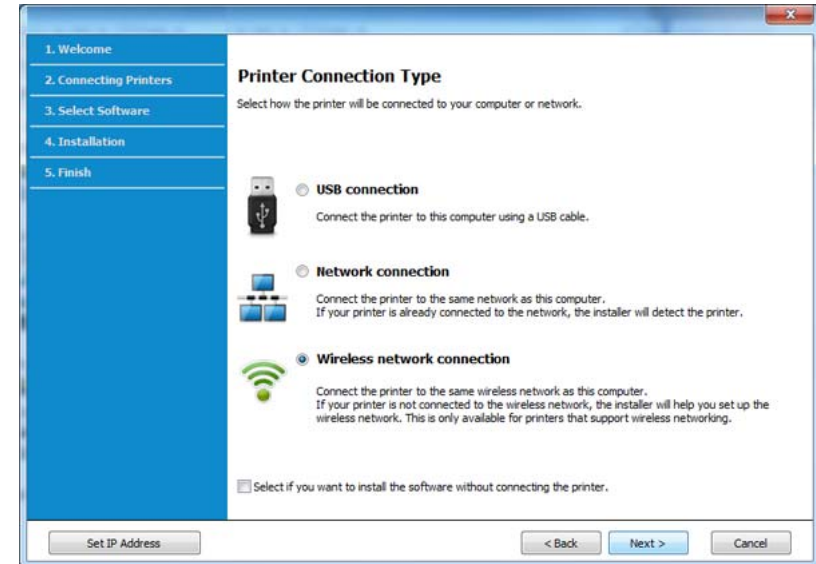 1. Welcome
2. Connecting Printers
3. Select Software
4. Installation
5. Finish
Printer Connection Type
Select how the printer will be connected to your computer or network.
USB connection
Connect the printer to this computer using a USB cable.
Network connection
Connect the printer to the same network as this computer.
If your printer is already connected to the network, the installer will detect the printer.
Wireless network connection
Connect the printer to the same wireless network as this computer.
If your printer is not connected to the wireless network, the installer will help you set up the
wireless network. This is only available for printers that support wireless networking.
Select if you want to install the software without connecting the printer.
Set IP Address
< Back
Next >
Cancel